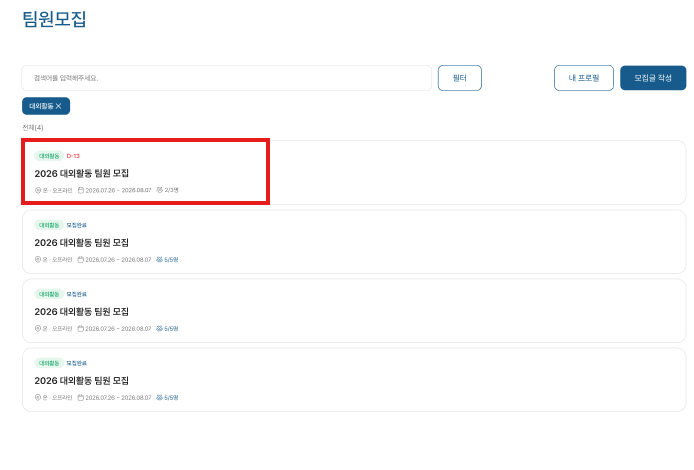 팀원모집
검색어를 입력해주세요.
필터
내 프로필
모집글 작성
대외활동 ×
전체(4)
대외활동 D-13
2026 대외활동 팀원 모집
온 · 오프라인 2026.07.26 ~ 2026.08.07 2/3명
대외활동 모집완료
2026 대외활동 팀원 모집
온 · 오프라인 2026.07.26 ~ 2026.08.07 5/5명
대외활동 모집완료
2026 대외활동 팀원 모집
온 · 오프라인 2026.07.26 ~ 2026.08.07 5/5명
대외활동 모집완료
2026 대외활동 팀원 모집
온 · 오프라인 2026.07.26 ~ 2026.08.07 5/5명